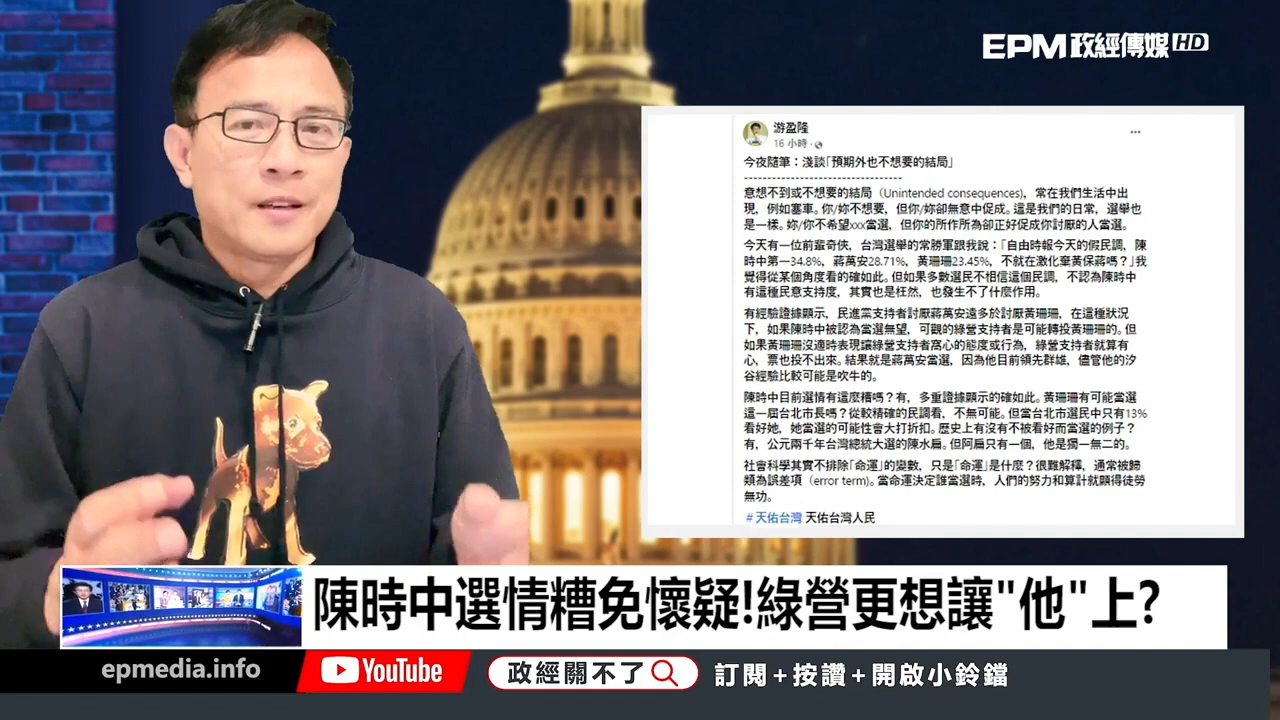 EPM政經傳媒HD
游盈隆
16 小時 ·
今夜隨筆：淺談「預期外也不想要的結局」
----------------------------------
意想不到或不想要的結局（Unintended consequences)，常在我們生活中出
現，例如塞車。你/妳不想要，但你/妳卻無意中促成。這是我們的日常，選舉也
是一樣。妳/你不希望xxx當選，但你的所作所為卻正好促成你討厭的人當選。
今天有一位前輩奇俠，台灣選舉的常勝軍跟我說：「自由時報今天的假民調，陳
時中第一34.8%，蔣萬安28.71%，黃珊珊23.45%，不就在激化棄黃保蔣嗎？」我
覺得從某個角度看的確如此。但如果多數選民不相信這個民調，不認為陳時中
有這種民意支持度，其實也是枉然，也發生不了什麼作用。
有經驗證據顯示，民進黨支持者討厭蔣萬安遠多於討厭黃珊珊，在這種狀況
下，如果陳時中被認為當選無望，可觀的綠營支持者是可能轉投黃珊珊的。但
如果黃珊珊沒適時表現讓綠營支持者窩心的態度或行為，綠營支持者就算有
心，票也投不出來。結果就是蔣萬安當選，因為他目前領先群雄，儘管他的汐
谷經驗比較可能是吹牛的。
陳時中目前選情有這麼糟嗎？有，多重證據顯示的確如此。黃珊珊有可能當選
這一屆台北市長嗎？從較精確的民調看，不無可能。但當台北市選民中只有13%
看好她，她當選的可能性會大打折扣。歷史上有沒有不被看好而當選的例子？
有，公元兩千年台灣總統大選的陳水扁。但阿扁只有一個，他是獨一無二的。
社會科學其實不排除「命運」的變數，只是「命運」是什麼？很難解釋，通常被歸
類為誤差項（error term)。當命運決定誰當選時，人們的努力和算計就顯得徒勞
無功。
#天佑台灣 天佑台灣人民
陳時中選情糟免懷疑!綠營更想讓"他"上?
epmedia.info
YouTube
政經關不了
訂閱+按讚+開啟小鈴鐺